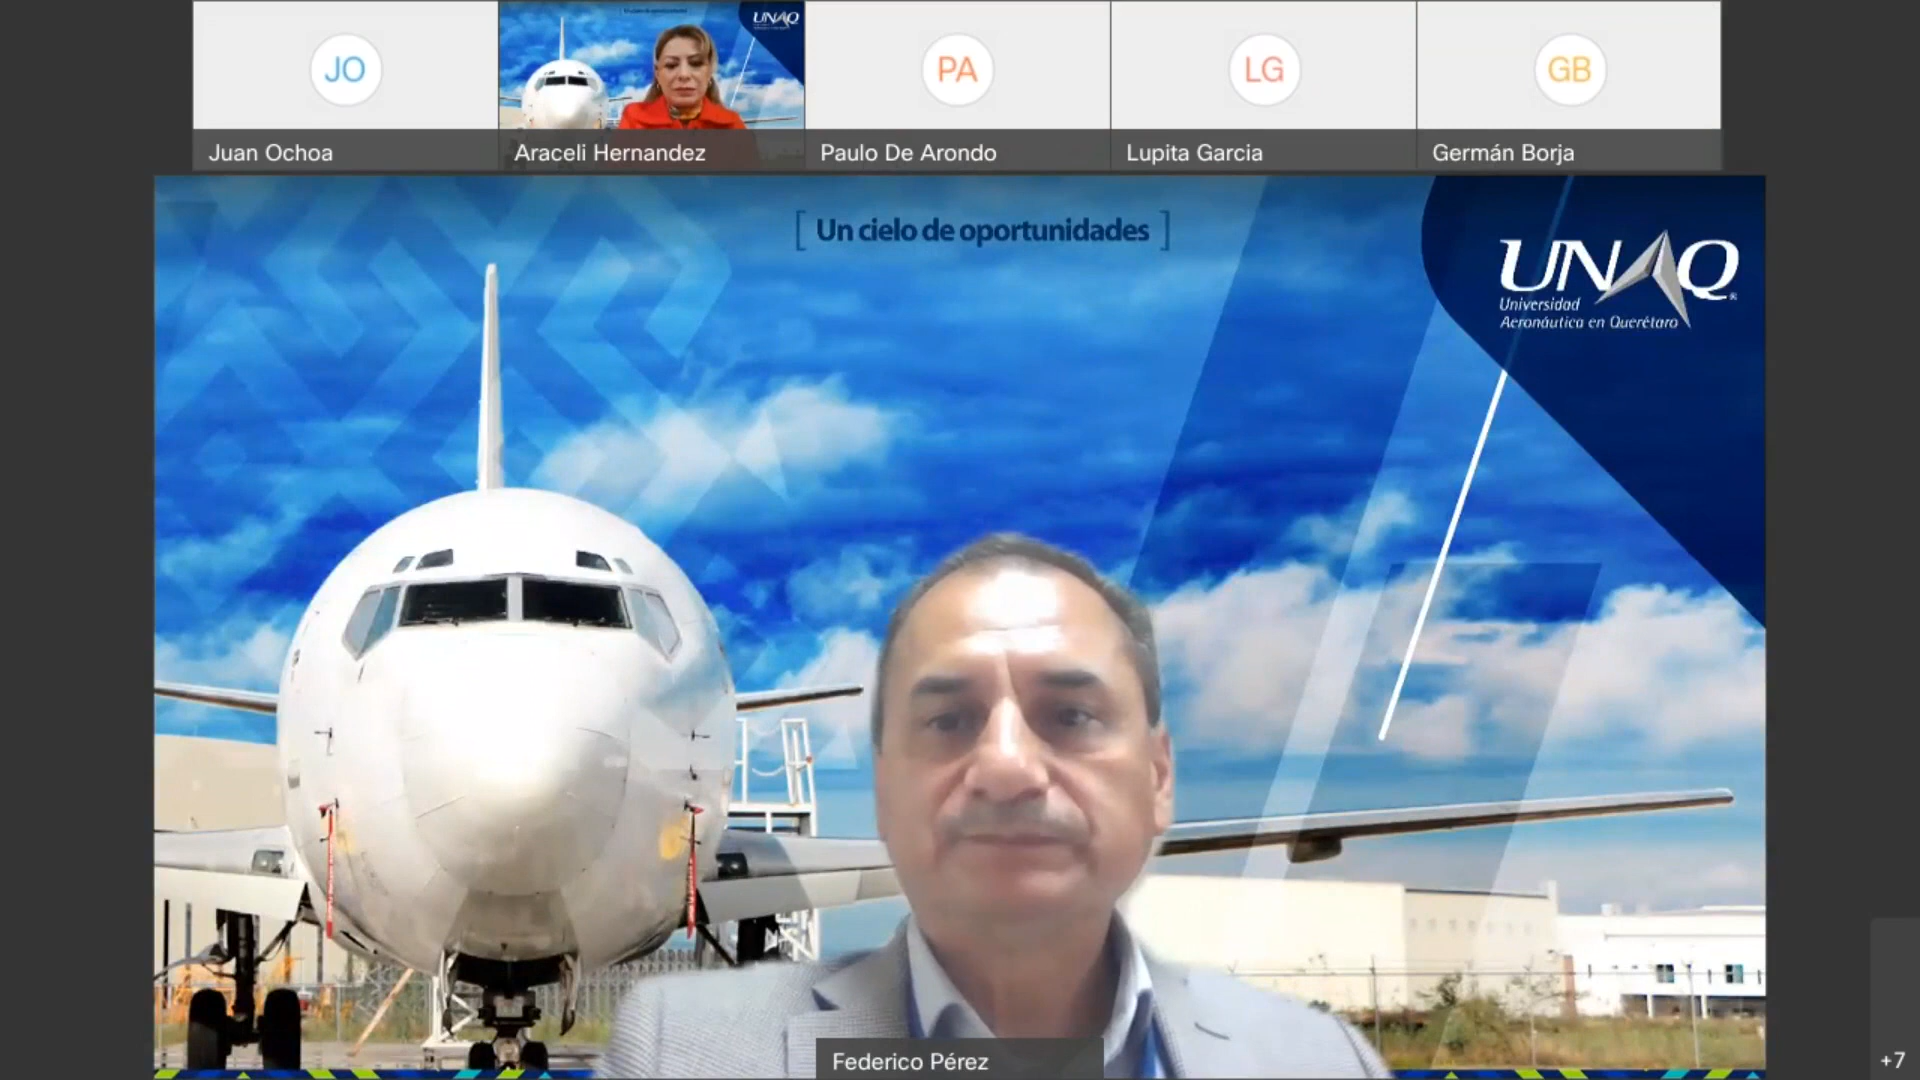 JO
PA
LG
GB
UNAQ
Juan Ochoa
Araceli Hernandez
Paulo De Arondo
Lupita Garcia
Germán Borja
[ Un cielo de oportunidades ]
UNAQ®
Universidad
Aeronáutica en Querétaro
Federico Pérez
+7